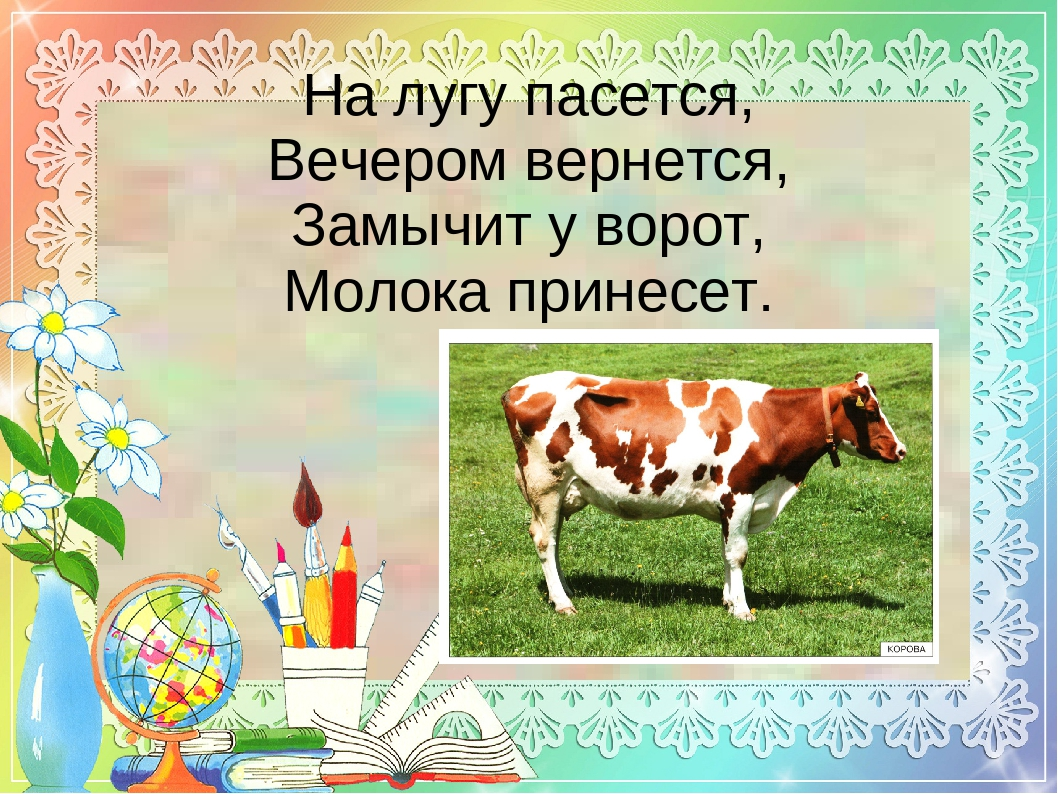 На лугу пасется,
Вечером вернется,
Замычит у ворот,
Молока принесет.
КОРОВА